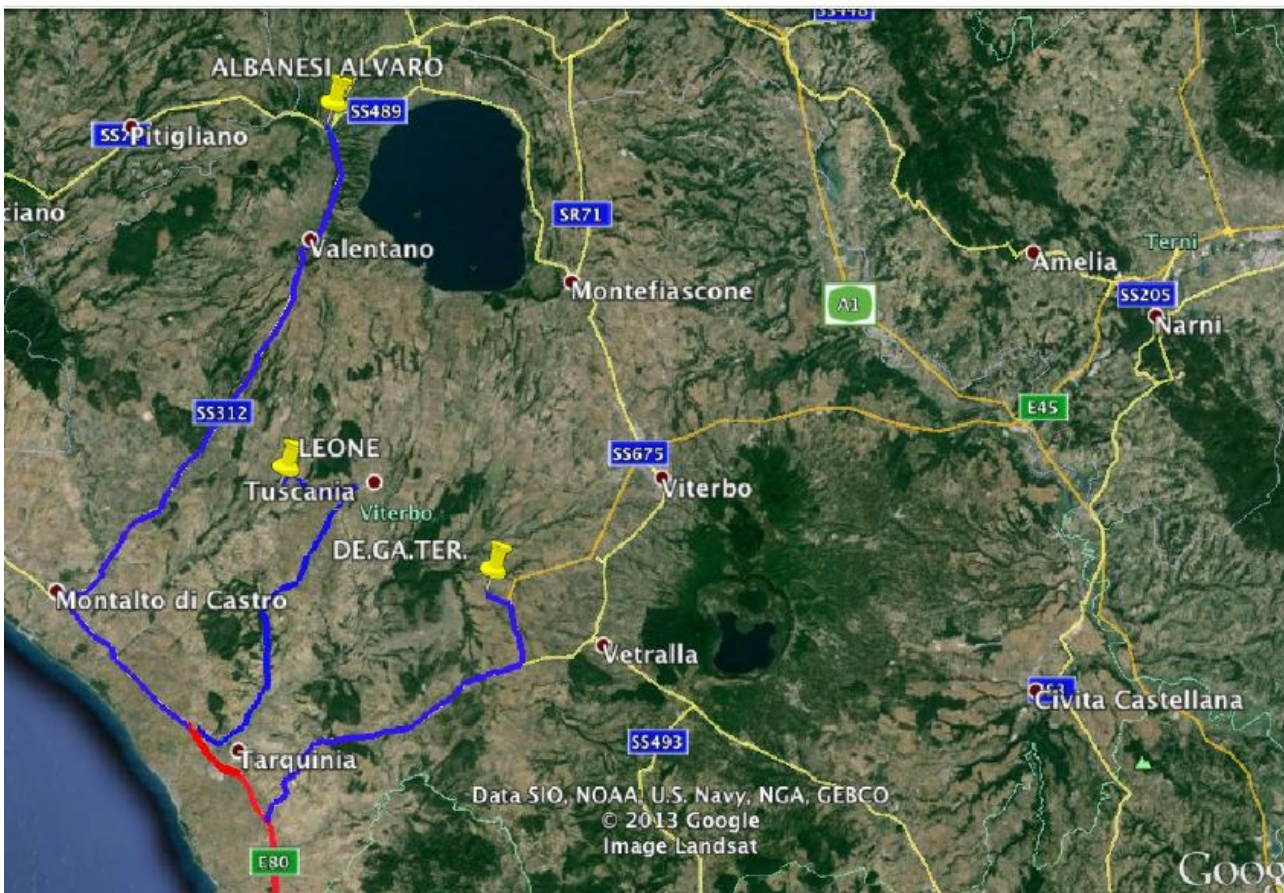 SS448
ALBANESI ALVARO
SS489
Pitigliano
ciano
SR71
Valentano
Amelia
Terni
Montefiascone
A1
SS205
Narni
SS312
E45
LEONE
SS675
Tuscania
Viterbo
Viterbo
DE.GA.TER.
Montalto di Castro
Vetralla
Civita Castellana
SS493
Tarquinia
Data SIO, NOAA, U.S. Navy, NGA, GEBCO
© 2013 Google
Image Landsat
E80
Goog